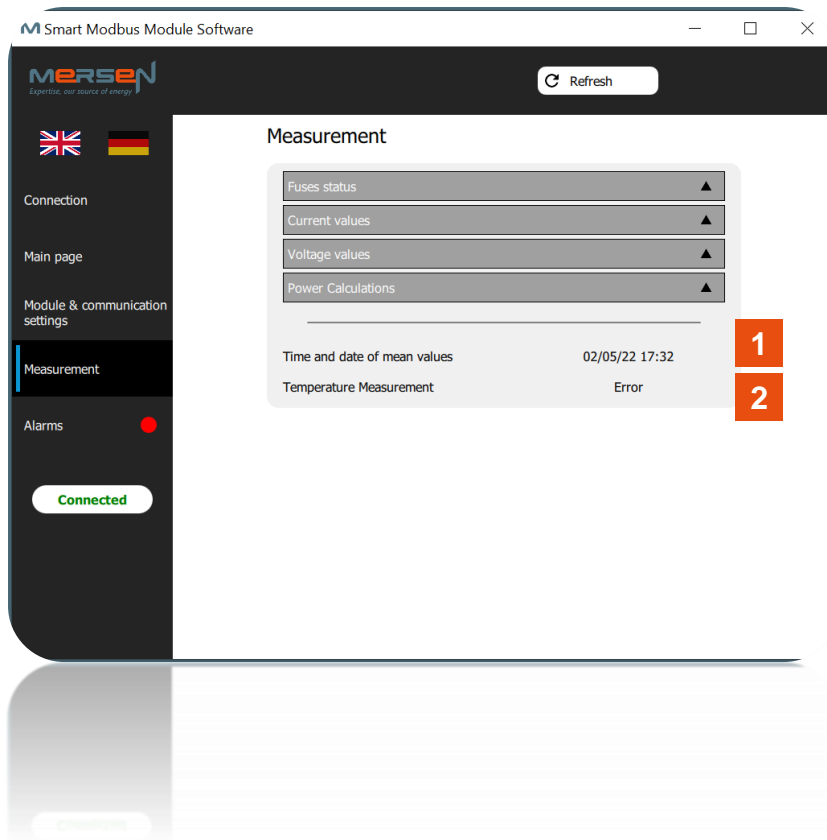 Smart Modbus Module Software
MERSEN
Expertise, our source of energy
Refresh
Connection
Main page
Module & communication
settings
Measurement
Alarms
Connected
Measurement
Fuses status
Current values
Voltage values
Power Calculations
Time and date of mean values 02/05/22 17:32 1
Temperature Measurement Error 2
Connected